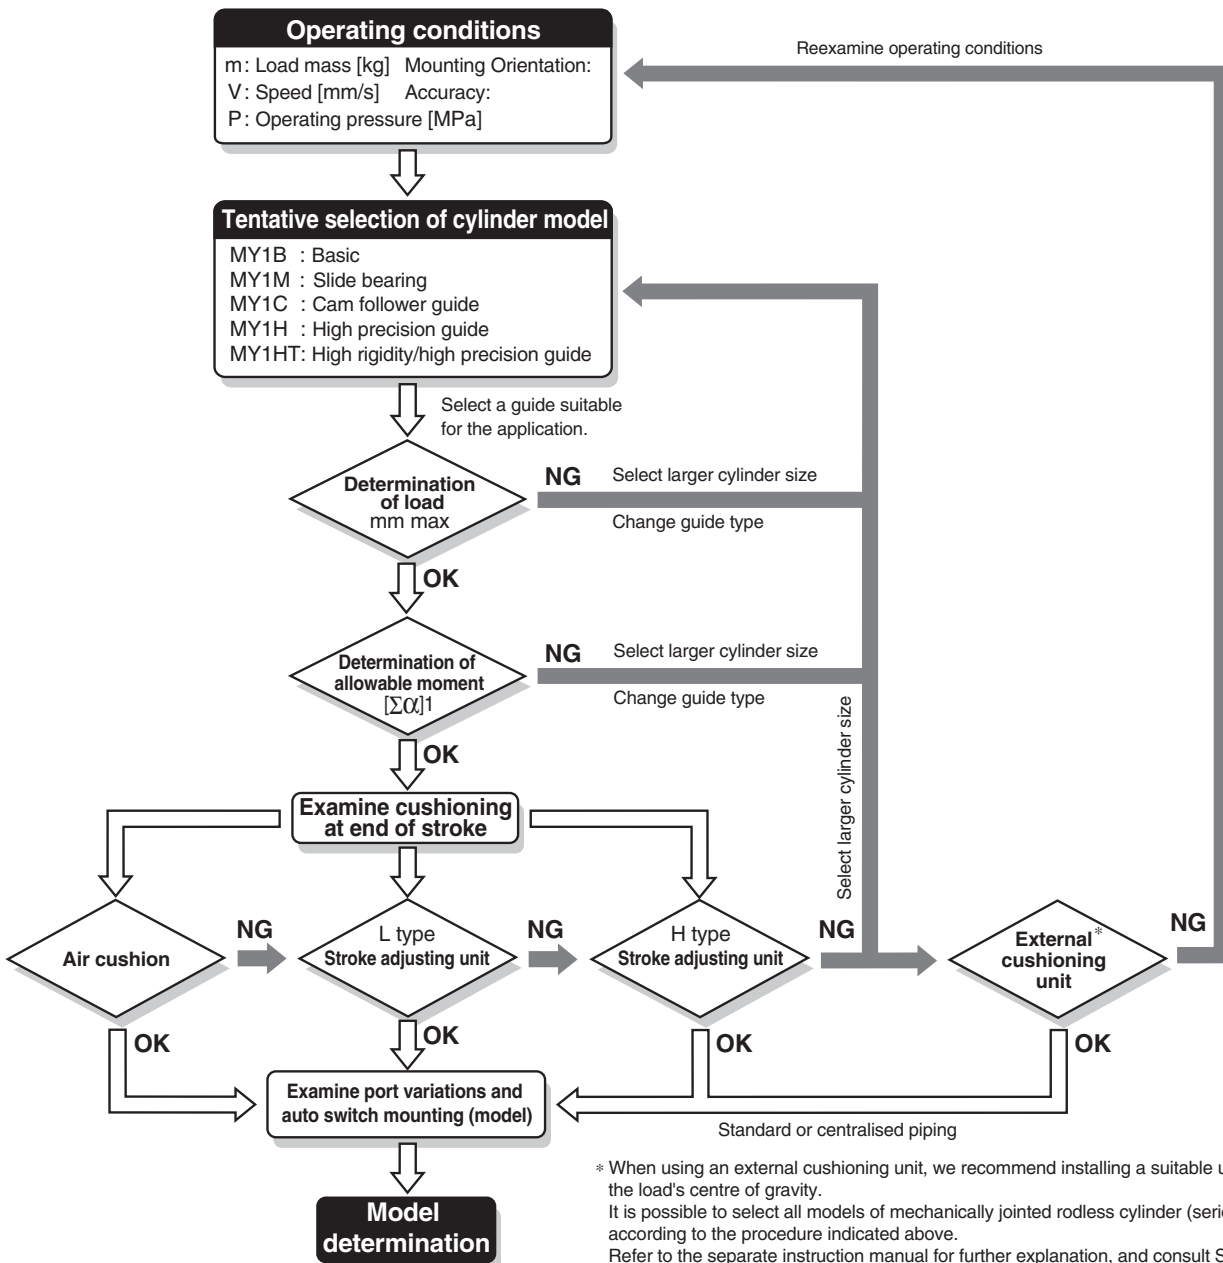 Operating conditions
m: Load mass [kg] Mounting Orientation:
V: Speed [mm/s] Accuracy:
P: Operating pressure [MPa]
Reexamine operating conditions
Tentative selection of cylinder model
MY1B : Basic
MY1M : Slide bearing
MY1C : Cam follower guide
MY1H : High precision guide
MY1HT: High rigidity/high precision guide
Select a guide suitable
for the application.
Determination
of load
mm max
NG
Select larger cylinder size
Change guide type
OK
Determination of
allowable moment
[Σα]1
NG
Select larger cylinder size
Change guide type
Select larger cylinder size
OK
Examine cushioning
at end of stroke
Air cushion
NG
L type
Stroke adjusting unit
NG
H type
Stroke adjusting unit
NG
External*
cushioning
unit
NG
OK
OK
OK
OK
Examine port variations and
auto switch mounting (model)
Standard or centralised piping
Model
determination
* When using an external cushioning unit, we recommend installing a suitable
the load's centre of gravity.
It is possible to select all models of mechanically jointed rodless cylinder
according to the procedure indicated above.
Refer to the separate instruction manual for further explanation, and consult